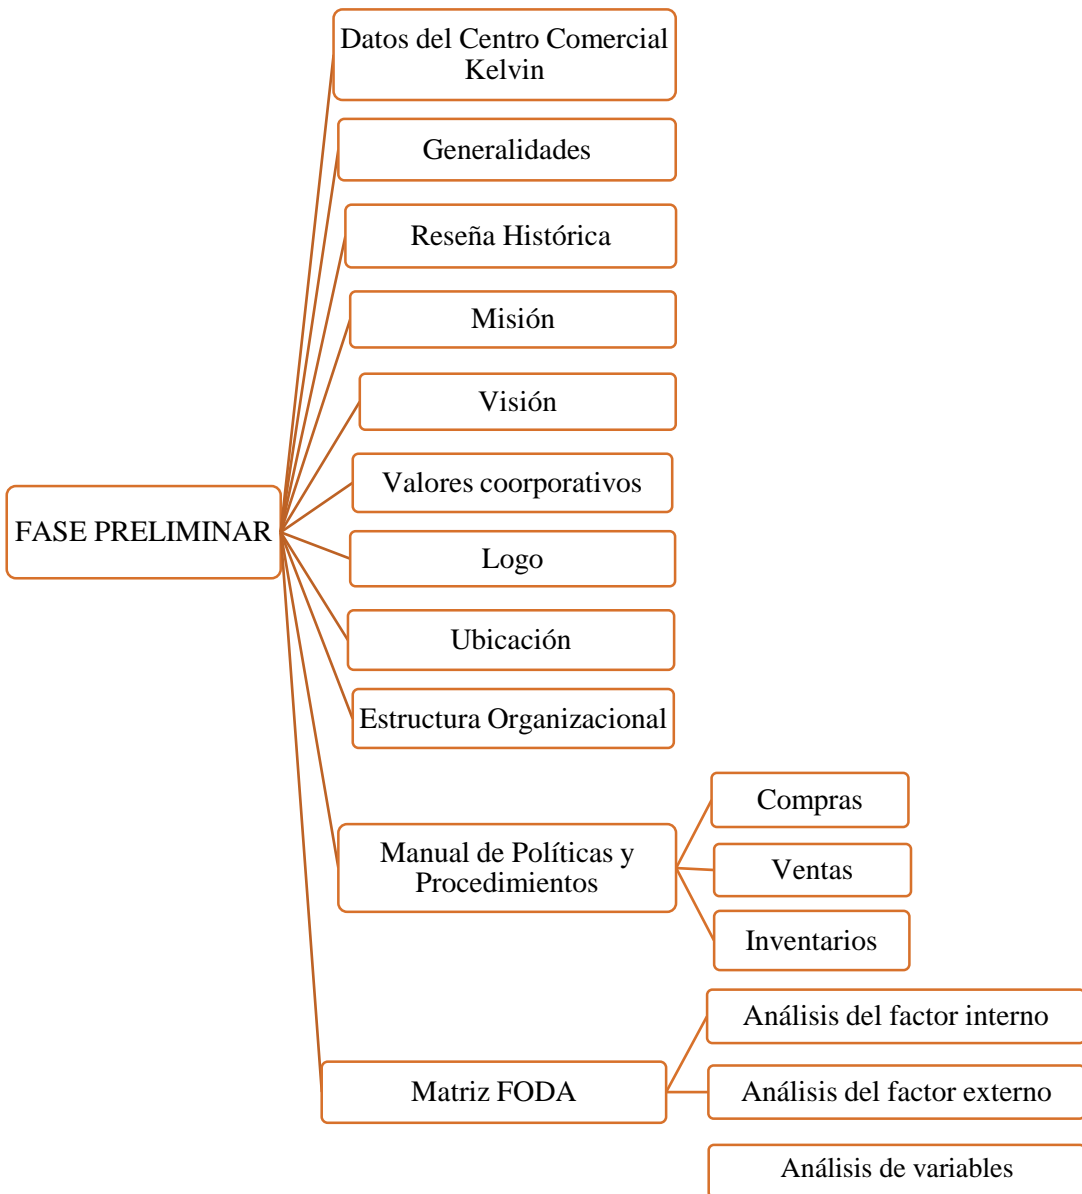 Datos del Centro Comercial
Kelvin
Generalidades
Reseña Histórica
Misión
Visión
Valores coorporativos
FASE PRELIMINAR
Logo
Ubicación
Estructura Organizacional
Manual de Políticas y
Procedimientos
Compras
Ventas
Inventarios
Matriz FODA
Análisis del factor interno
Análisis del factor externo
Análisis de variables